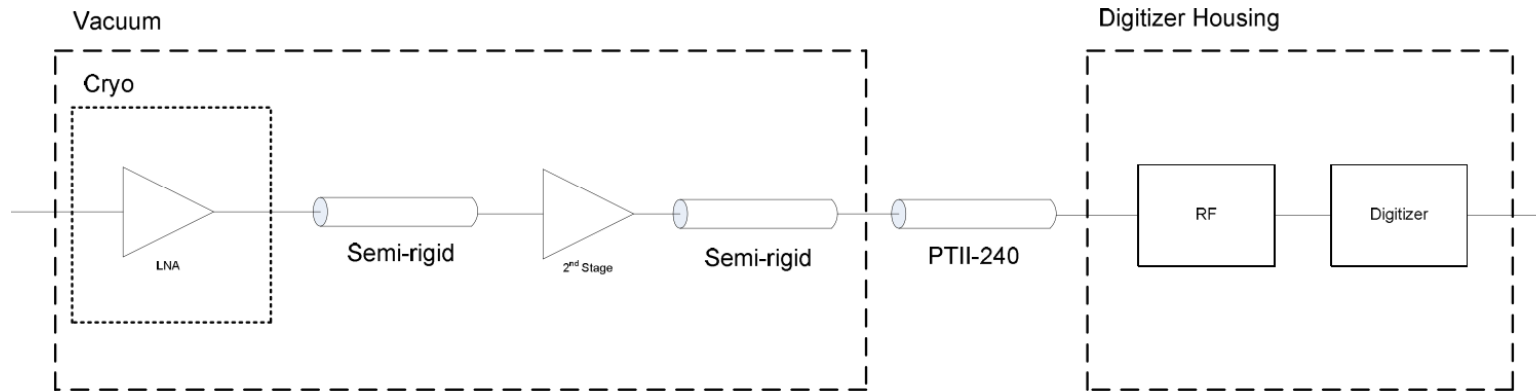 Vacuum
Digitizer Housing
Cryo
LNA
Semi-rigid
2nd Stage
Semi-rigid
PTII-240
RF
Digitizer